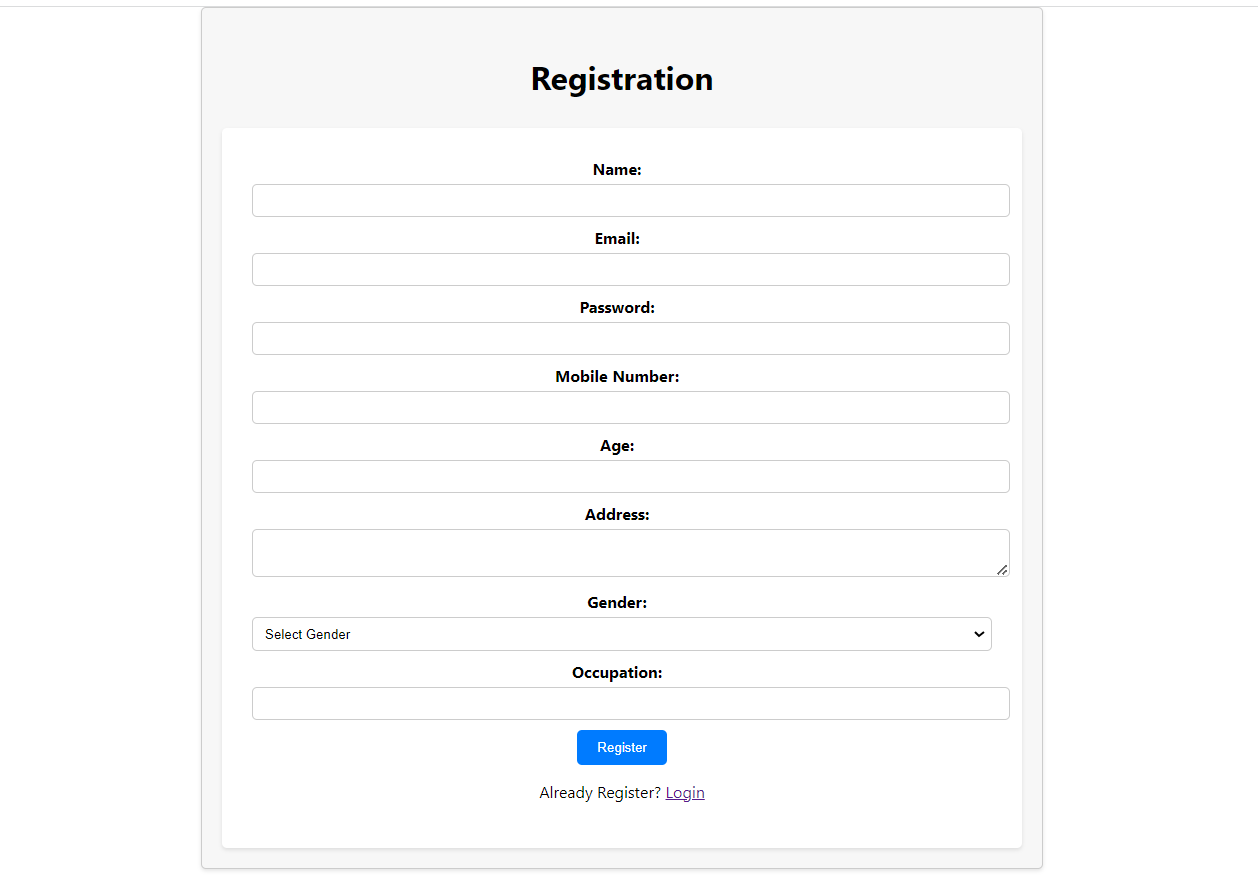 Registration
Name:
Email:
Password:
Mobile Number:
Age:
Address:
Gender:
Select Gender
Occupation:
Register
Already Register? Login